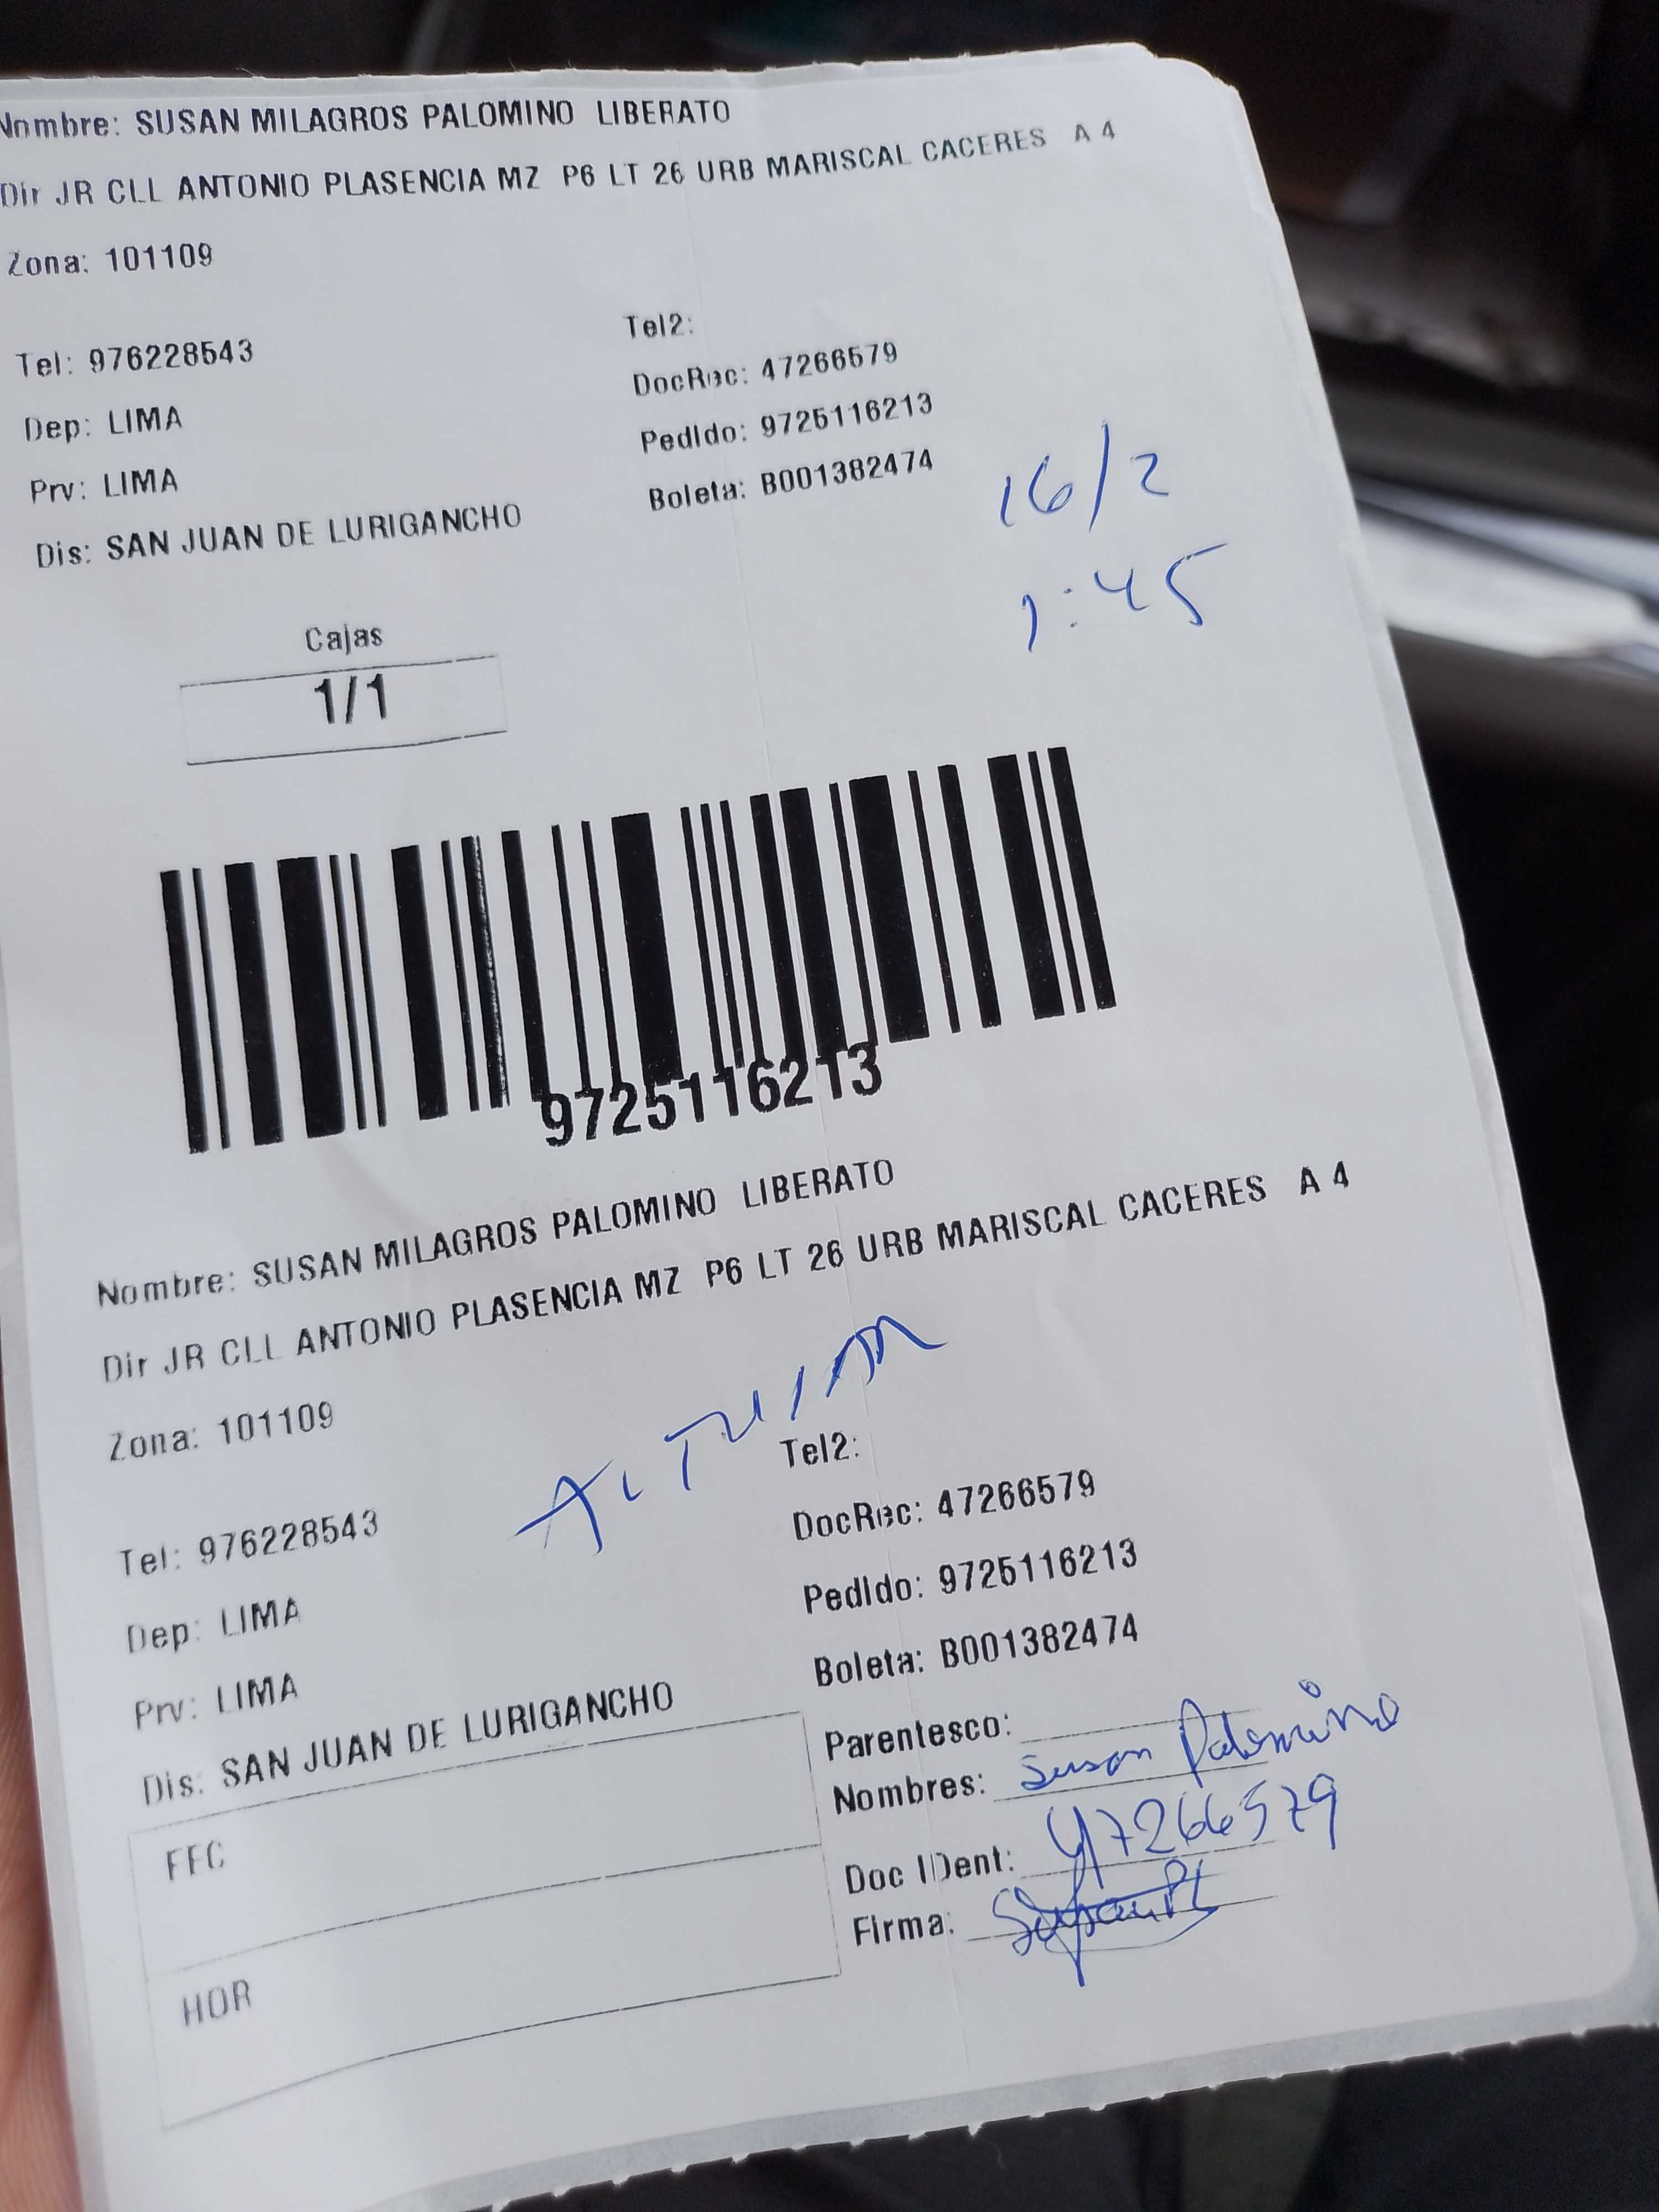 Nombre: SUSAN MILAGROS PALOMINO LIBERATO
Dir JR CLL ANTONIO PLASENCIA MZ P6 LT 26 URB MARISCAL CACERES A 4
Zona: 101109
Tel: 976228543
Tel2:
Dep: LIMA
DocRec: 47266579
Prv: LIMA
Pedido: 9725116213
Dis: SAN JUAN DE LURIGANCHO
Boleta: B001382474
16/2
1:45
Cajas
1/1
9725116213
Nombre: SUSAN MILAGROS PALOMINO LIBERATO
Dir JR CLL ANTONIO PLASENCIA MZ P6 LT 26 URB MARISCAL CACERES A 4
Zona: 101109
Tel: 976228543
Tel2:
Dep: LIMA
DocRec: 47266579
Prv: LIMA
Pedido: 9725116213
Dis: SAN JUAN DE LURIGANCHO
Boleta: B001382474
Parentesco:
Nombres: Susan Palomino
Doc IDent: 47266579
Firma:
FEC
HOR